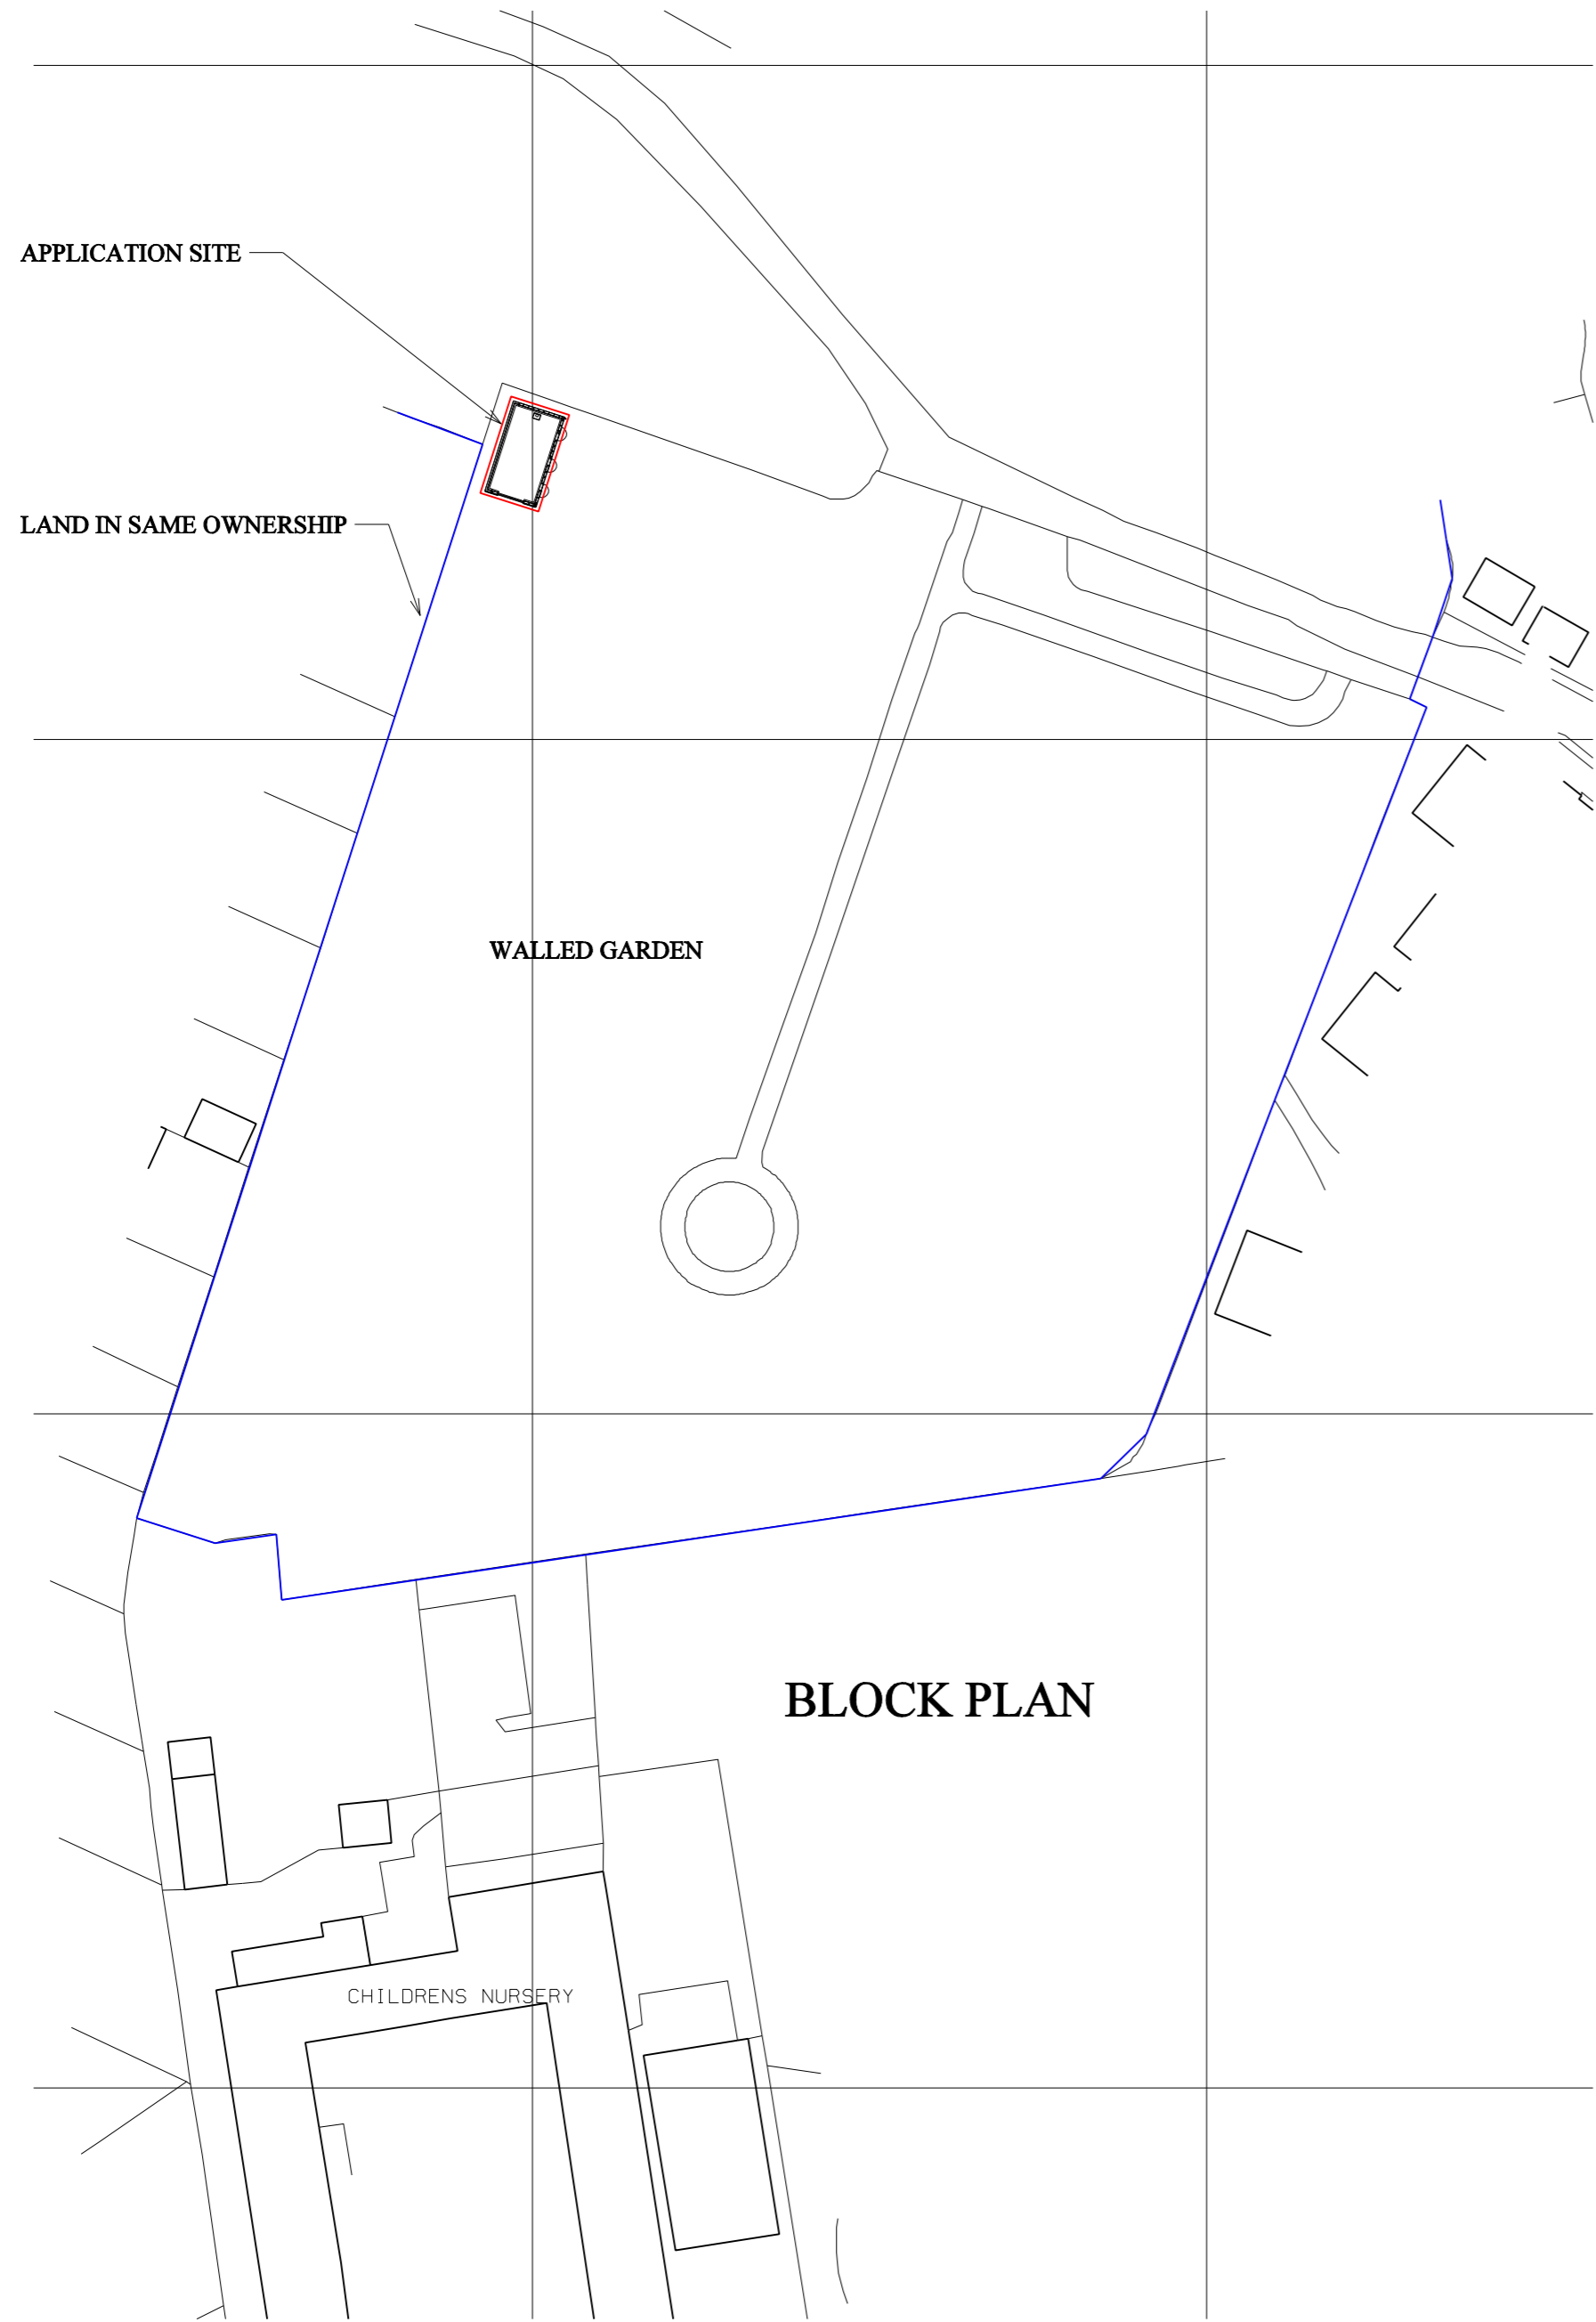 APPLICATION SITE
LAND IN SAME OWNERSHIP
WALLED GARDEN
BLOCK PLAN
CHILDRENS NURSERY